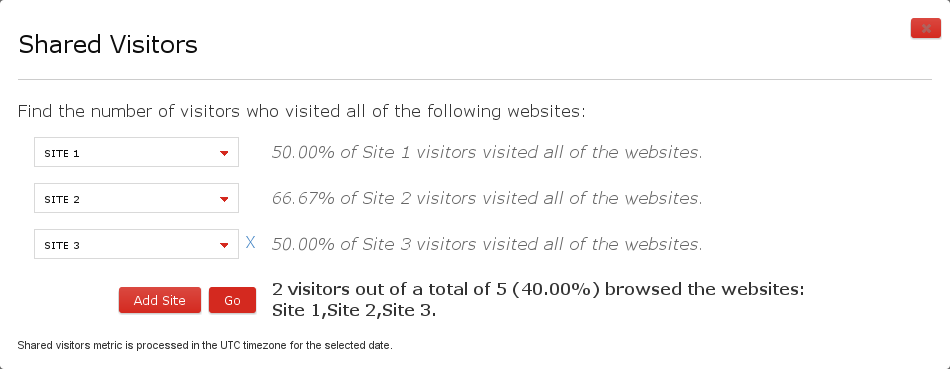 Shared Visitors
Find the number of visitors who visited all of the following websites:
SITE 1
50.00% of Site 1 visitors visited all of the websites.
SITE 2
66.67% of Site 2 visitors visited all of the websites.
SITE 3
X
50.00% of Site 3 visitors visited all of the websites.
Add Site
Go
2 visitors out of a total of 5 (40.00%) browsed the websites:
Site 1,Site 2,Site 3.
Shared visitors metric is processed in the UTC timezone for the selected date.